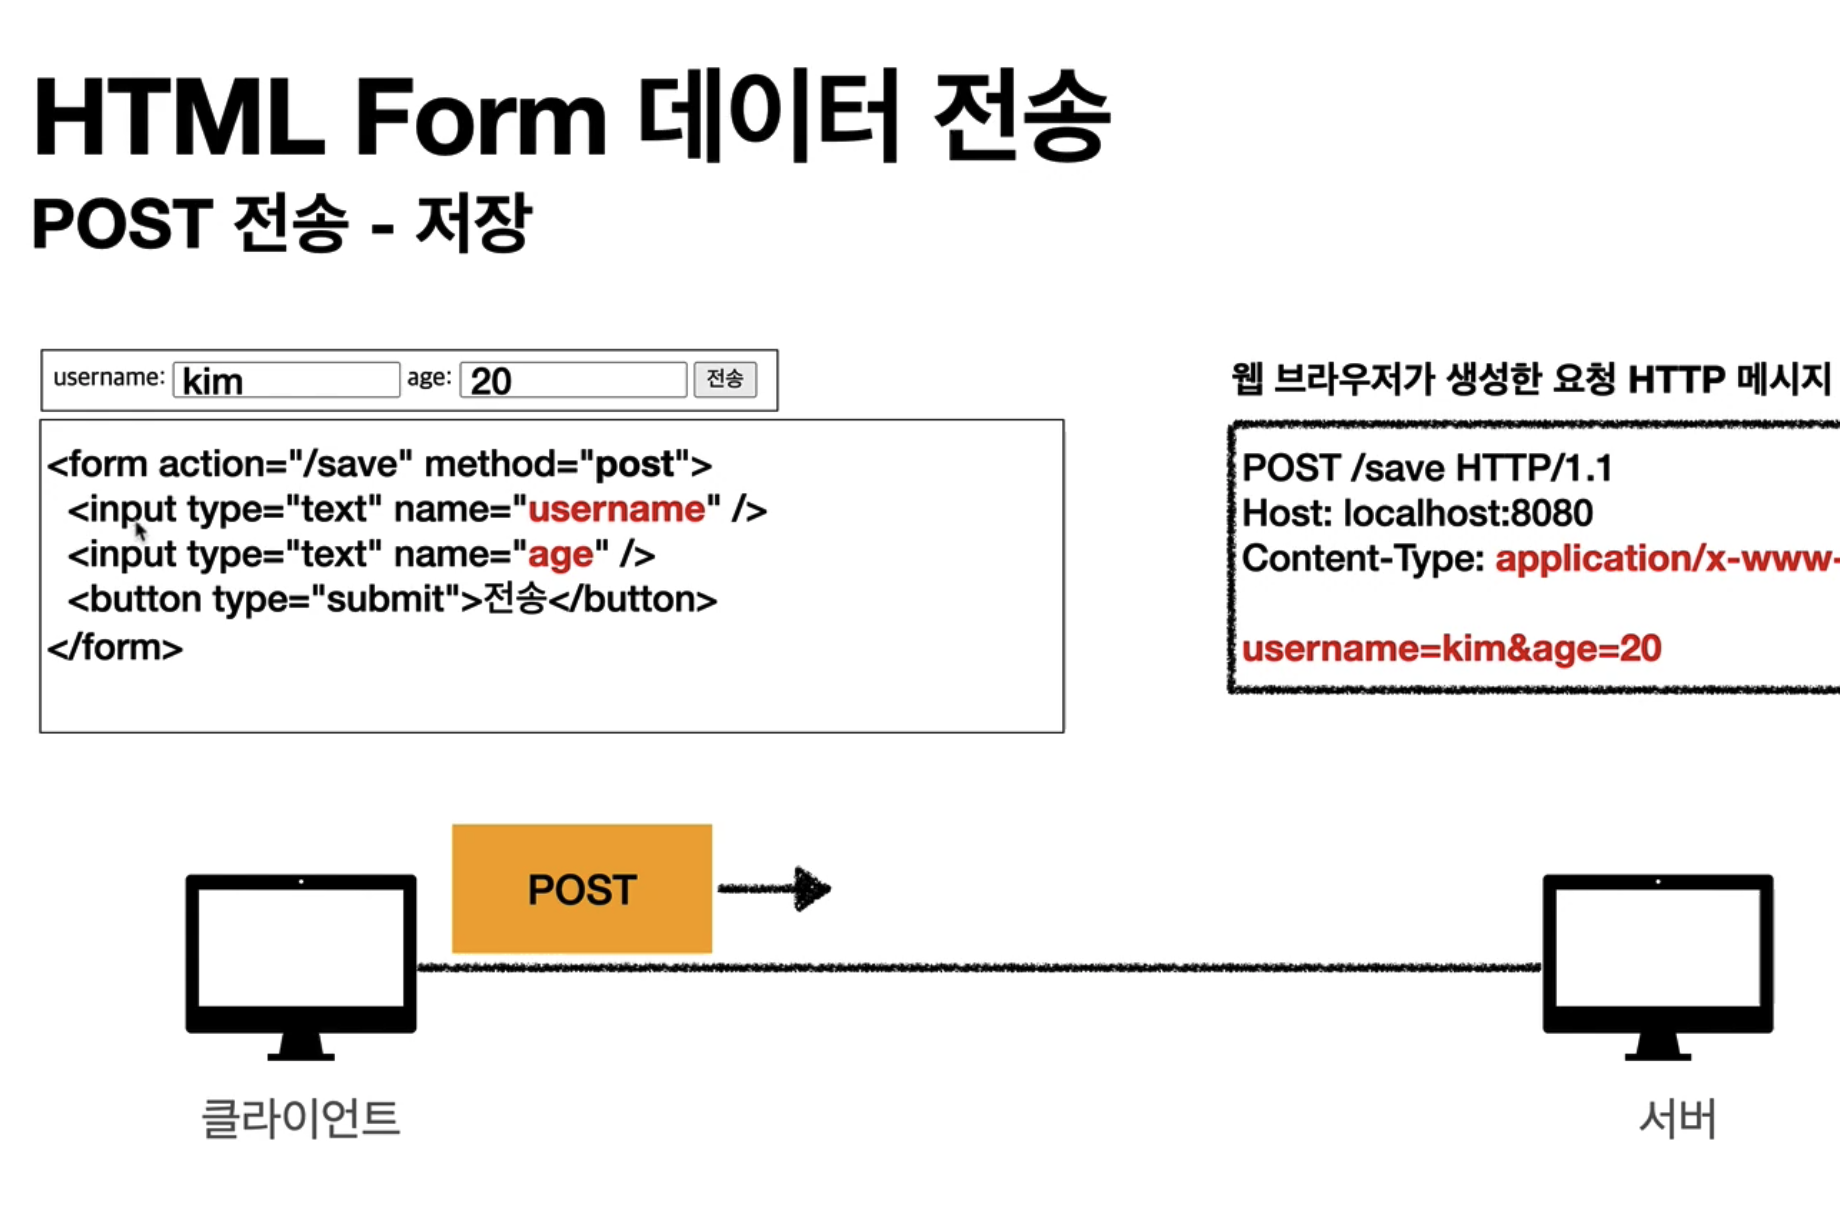 HTML Form 데이터 전송
POST 전송 - 저장
username: kim age: 20 전송
<form action="/save" method="post">
<input type="text" name="username" />
<input type="text" name="age" />
<button type="submit">전송</button>
</form>
웹 브라우저가 생성한 요청 HTTP 메시지
POST /save HTTP/1.1
Host: localhost:8080
Content-Type: application/x-www-
username=kim&age=20
POST
클라이언트
서버